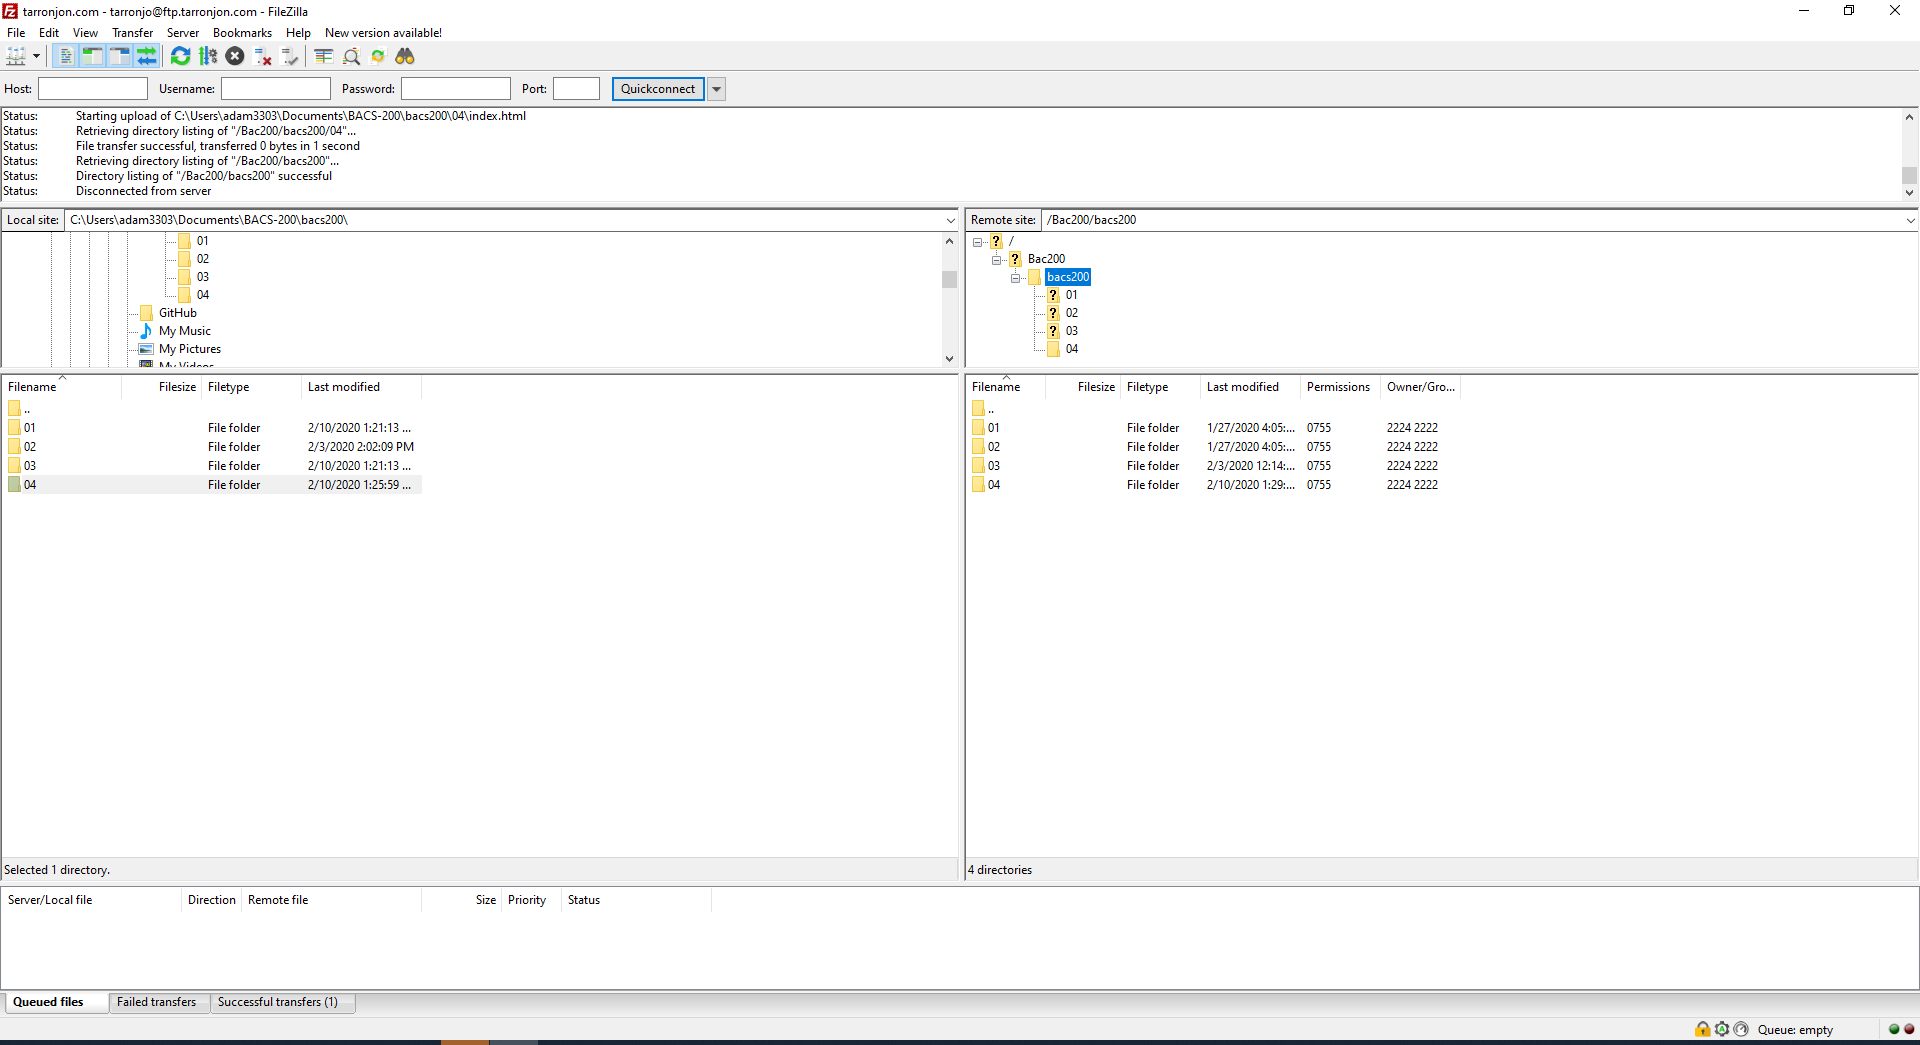 tarronjon.com - tarronjo@ftp.tarronjon.com - FileZilla
File Edit View Transfer Server Bookmarks Help New version available!
Host: Username: Password: Port: Quickconnect
Status: Starting upload of C:\Users\adam3303\Documents\BACS-200\bacs200\04\index.html
Status: Retrieving directory listing of "/Bac200/bacs200/04"...
Status: File transfer successful, transferred 0 bytes in 1 second
Status: Retrieving directory listing of "/Bac200/bacs200"...
Status: Directory listing of "/Bac200/bacs200" successful
Status: Disconnected from server
Local site: C:\Users\adam3303\Documents\BACS-200\bacs200\
01
02
03
04
GitHub
My Music
My Pictures
My Videos
Remote site: /Bac200/bacs200
/
Bac200
bacs200
01
02
03
04
Filename Filesize Filetype Last modified
..
01 File folder 2/10/2020 1:21:13 ...
02 File folder 2/3/2020 2:02:09 PM
03 File folder 2/10/2020 1:21:13 ...
04 File folder 2/10/2020 1:25:59 ...
Selected 1 directory.
Filename Filesize Filetype Last modified Permissions Owner/Gro...
..
01 File folder 1/27/2020 4:05:... 0755 2224 2222
02 File folder 1/27/2020 4:05:... 0755 2224 2222
03 File folder 2/3/2020 12:14:... 0755 2224 2222
04 File folder 2/10/2020 1:29:... 0755 2224 2222
4 directories
Server/Local file Direction Remote file Size Priority Status
Queued files Failed transfers Successful transfers (1)
Queue: empty